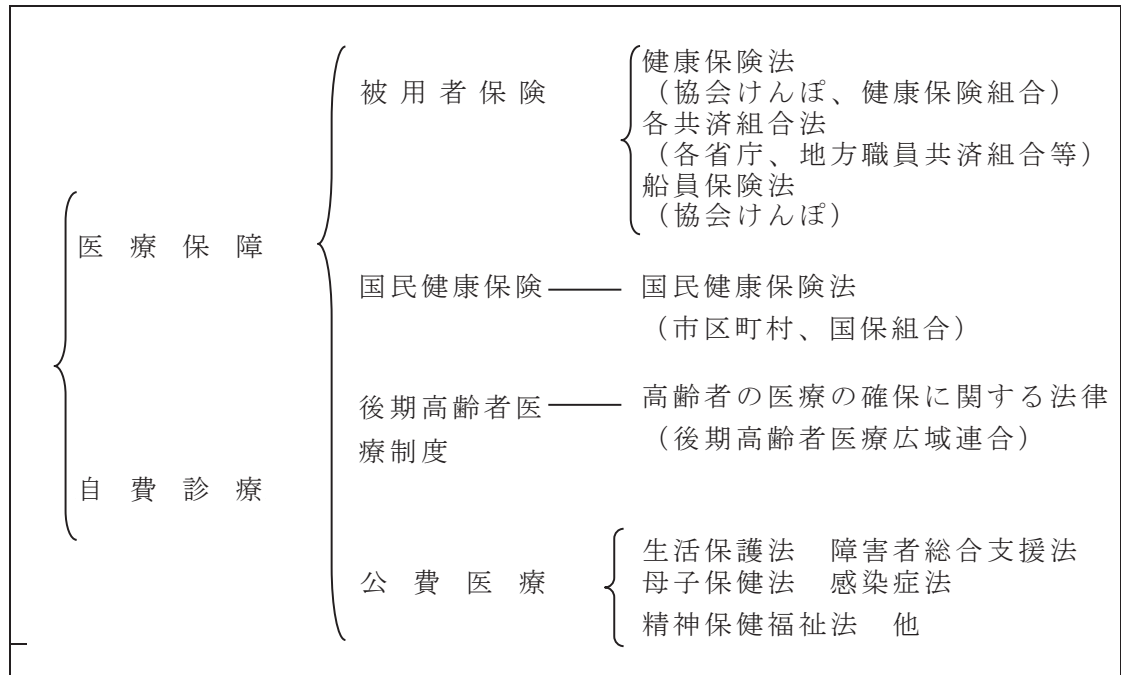 被用者保険
健康保険法
（協会けんぽ、健康保険組合）
各共済組合法
（各省庁、地方職員共済組合等）
船員保険法
（協会けんぽ）
医療保障
国民健康保険
国民健康保険法
（市区町村、国保組合）
後期高齢者医
療制度
高齢者の医療の確保に関する法律
（後期高齢者医療広域連合）
自費診療
公費医療
生活保護法　障害者総合支援法
母子保健法　感染症法
精神保健福祉法　他